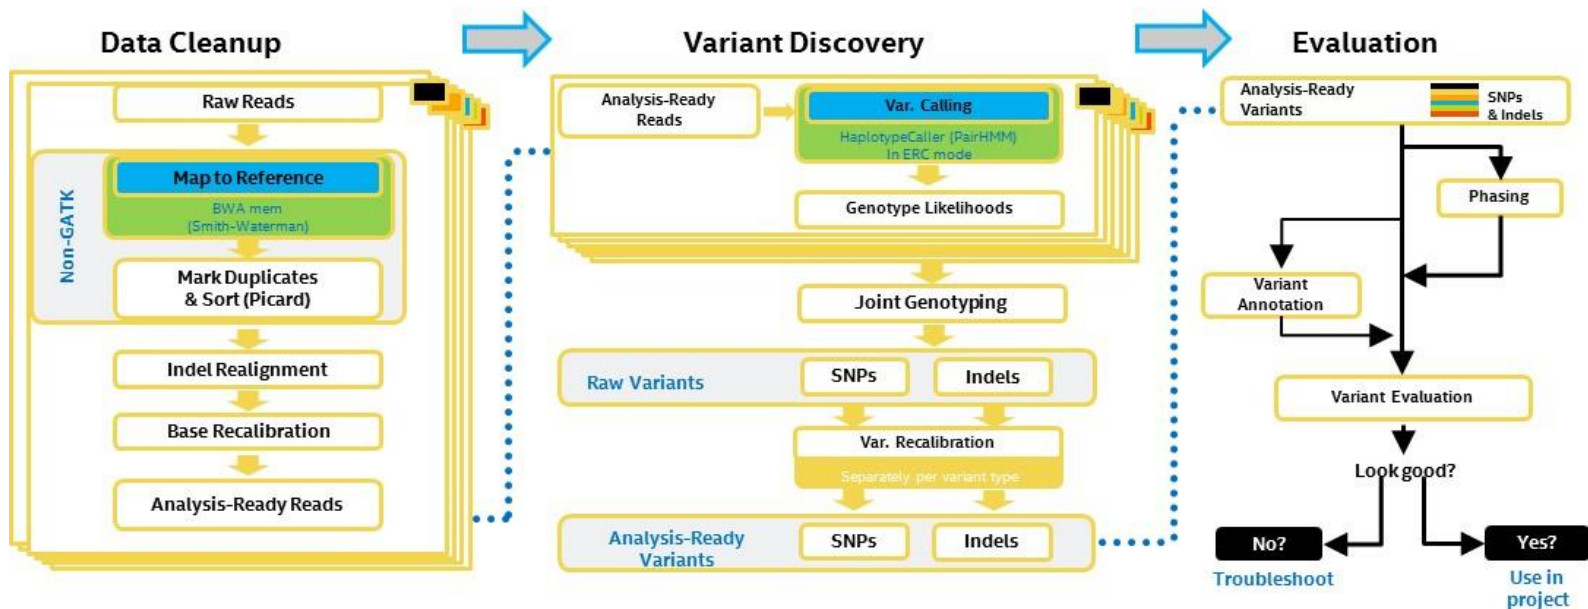 Data Cleanup
Raw Reads
Non-GATK
Map to Reference
BWA mem
(Smith-Waterman)
Mark Duplicates
& Sort (Picard)
Indel Realignment
Base Recalibration
Analysis-Ready Reads
Variant Discovery
Analysis-Ready
Reads
Var. Calling
HaplotypeCaller (PairHMM)
In ERC mode
Genotype Likelihoods
Joint Genotyping
Raw Variants
SNPs
Indels
Var. Recalibration
Separately per variant type
Analysis-Ready
Variants
SNPs
Indels
Evaluation
Analysis-Ready
Variants
SNPs
& Indels
Phasing
Variant
Annotation
Variant Evaluation
Look good?
No?
Troubleshoot
Yes?
Use in
project